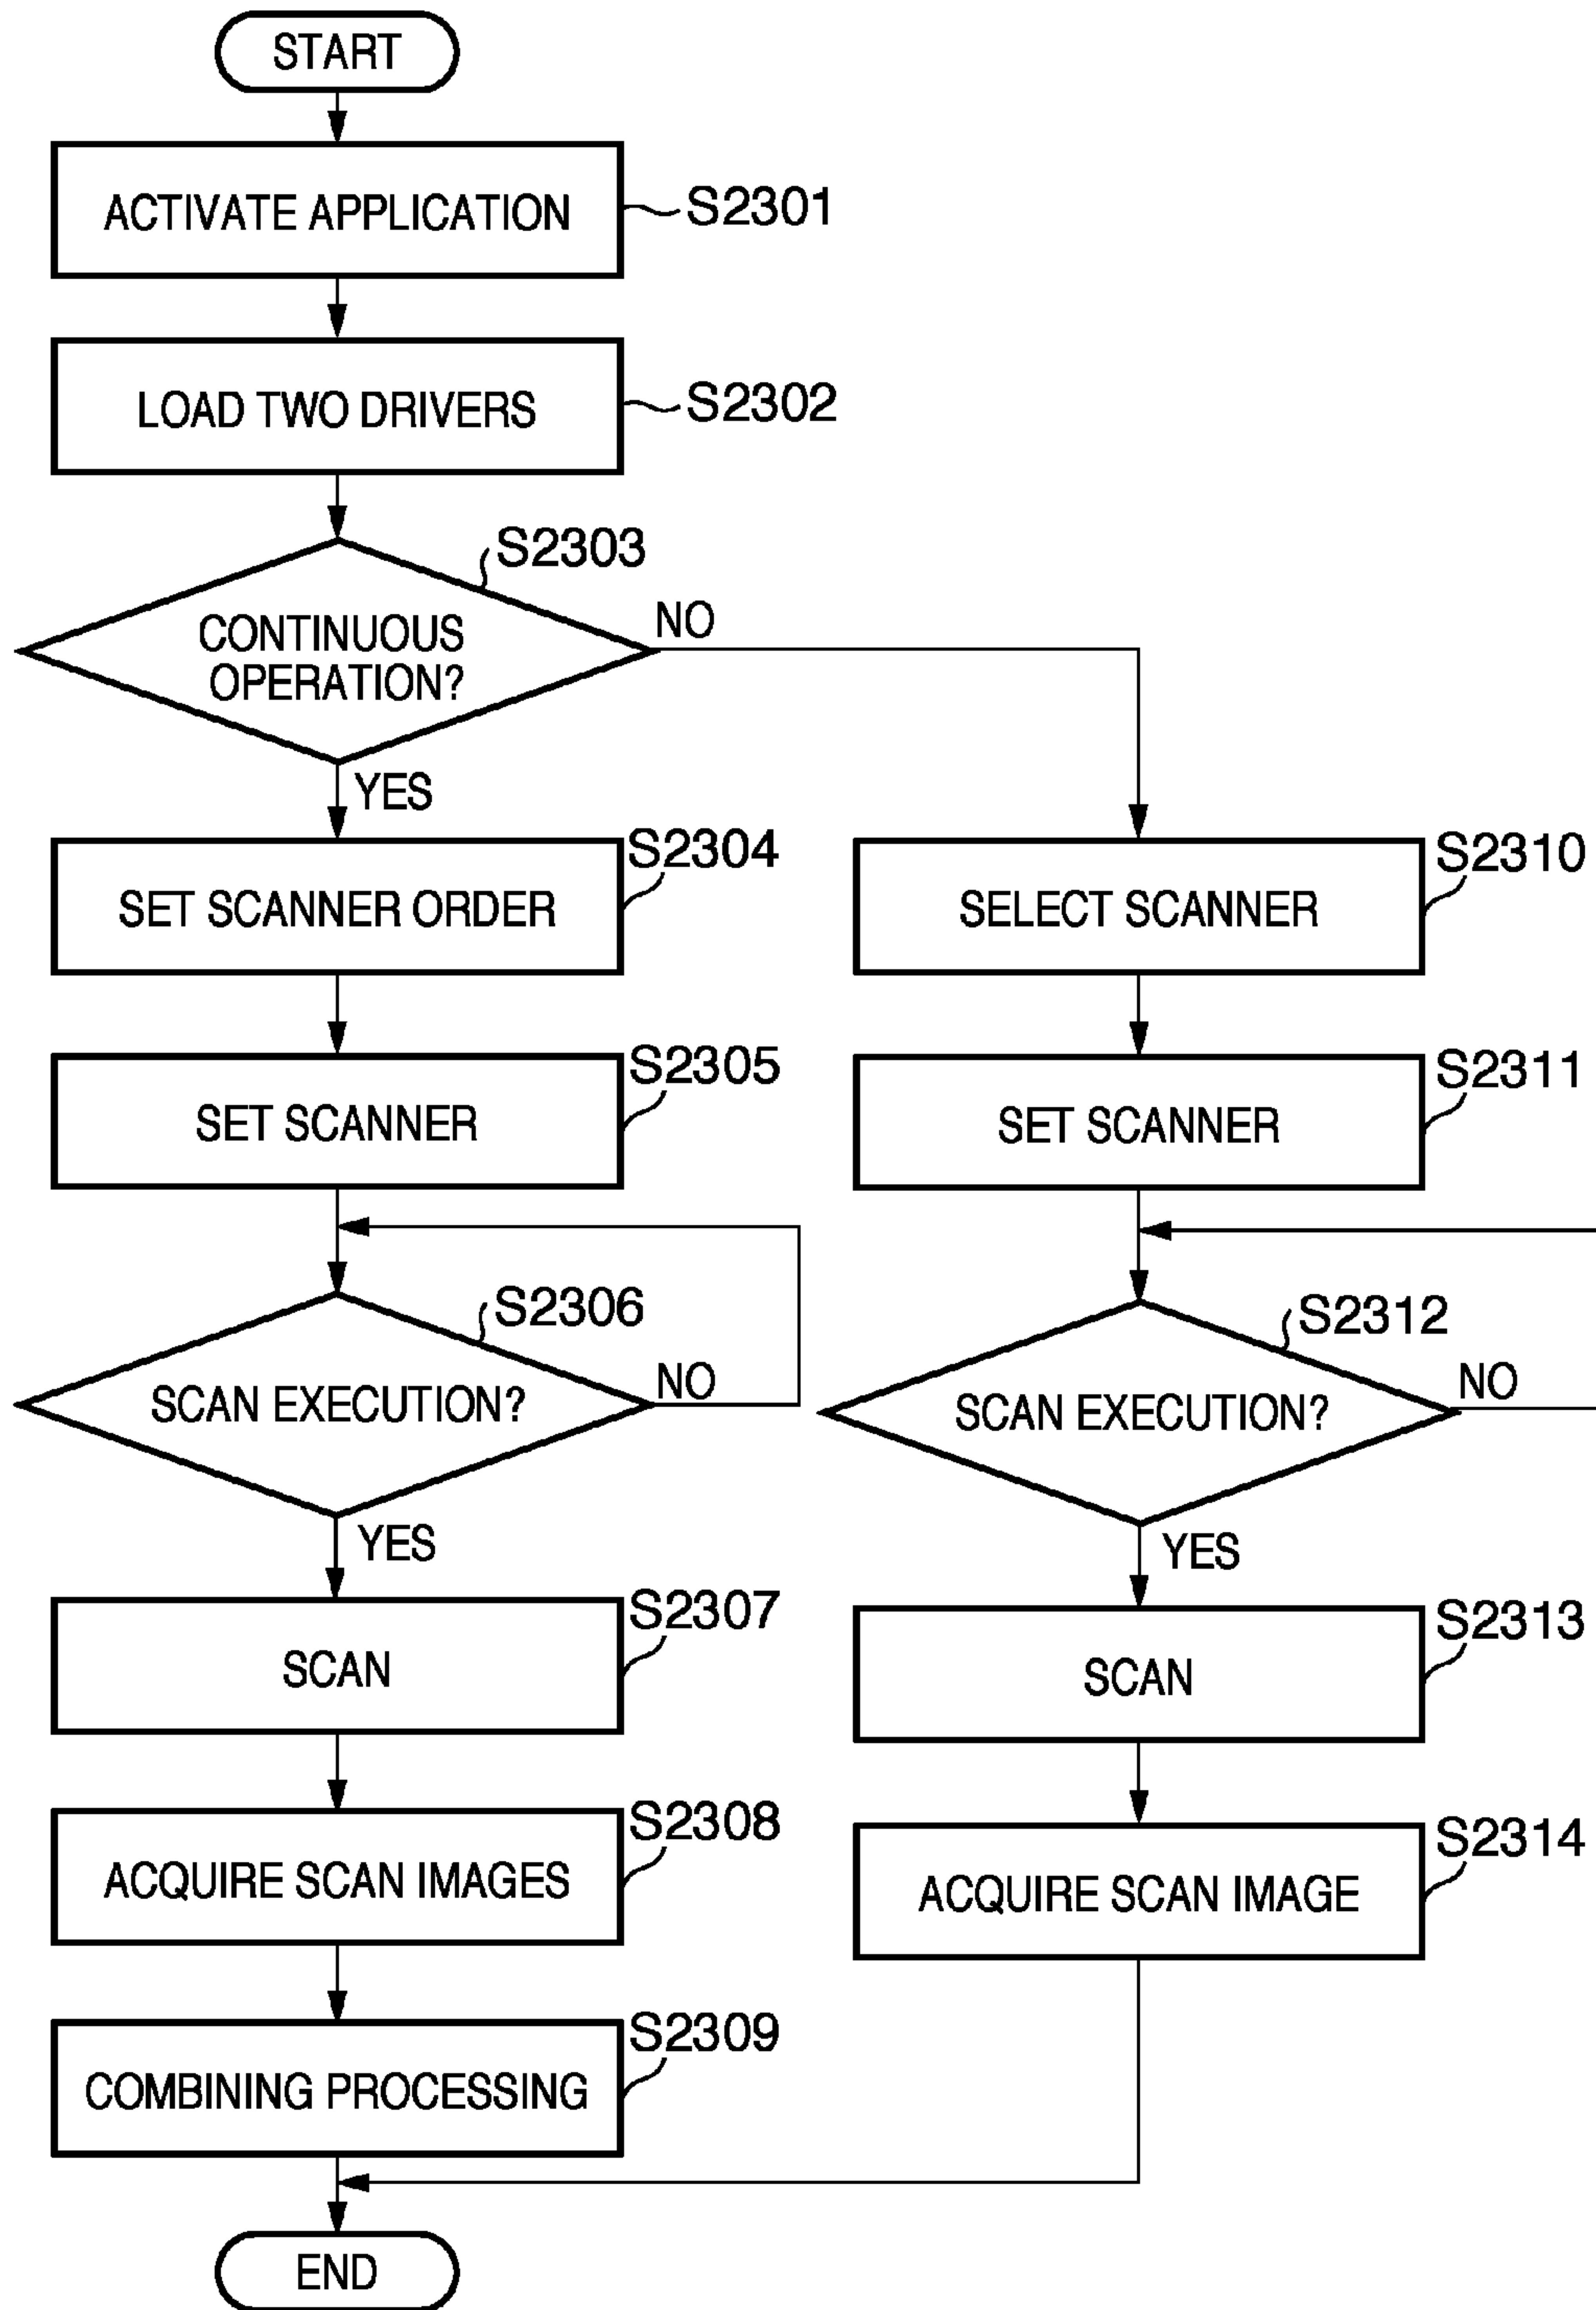 START
ACTIVATE APPLICATION
S2301
LOAD TWO DRIVERS
S2302
S2303
CONTINUOUS
OPERATION?
NO
YES
S2304
SET SCANNER ORDER
S2305
SET SCANNER
S2306
SCAN EXECUTION?
NO
YES
S2307
SCAN
S2308
ACQUIRE SCAN IMAGES
S2309
COMBINING PROCESSING
S2310
SELECT SCANNER
S2311
SET SCANNER
S2312
SCAN EXECUTION?
NO
YES
S2313
SCAN
S2314
ACQUIRE SCAN IMAGE
END